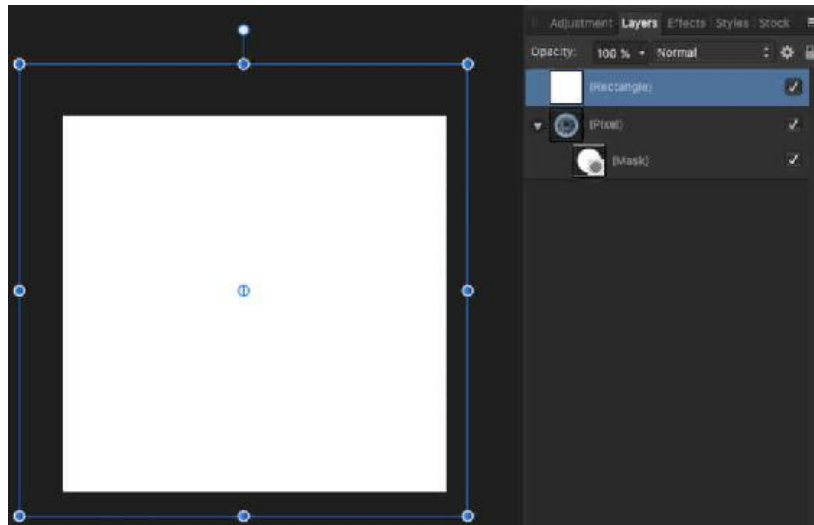 Adjustment Layers Effects Styles Stock
Opacity: 100 % Normal
(Rectangle)
(Pixel)
(Mask)